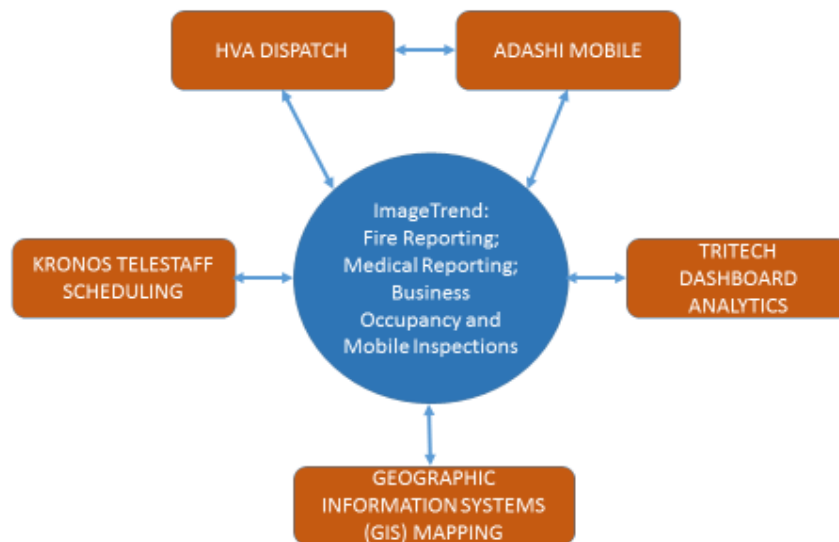 HVA DISPATCH
ADASHI MOBILE
ImageTrend:
Fire Reporting;
Medical Reporting;
Business
Occupancy and
Mobile Inspections
KRONOS TELESTAFF
SCHEDULING
TRITECH
DASHBOARD
ANALYTICS
GEOGRAPHIC
INFORMATION SYSTEMS
(GIS) MAPPING